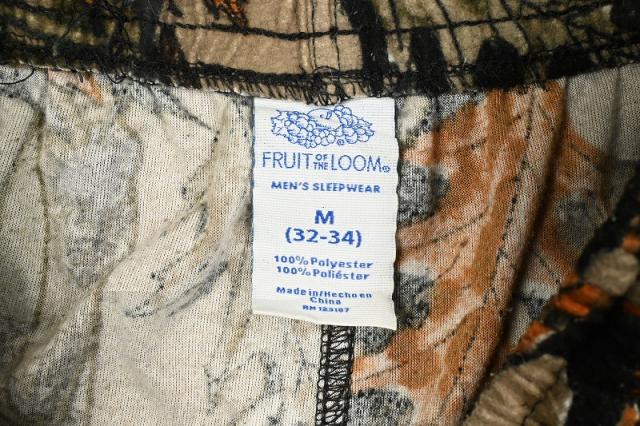 FRUIT OF THE LOOM®
MEN'S SLEEPWEAR
M
(32-34)
100% Polyester
100% Poliéster
Made in/Hecho en
China
RN 123187